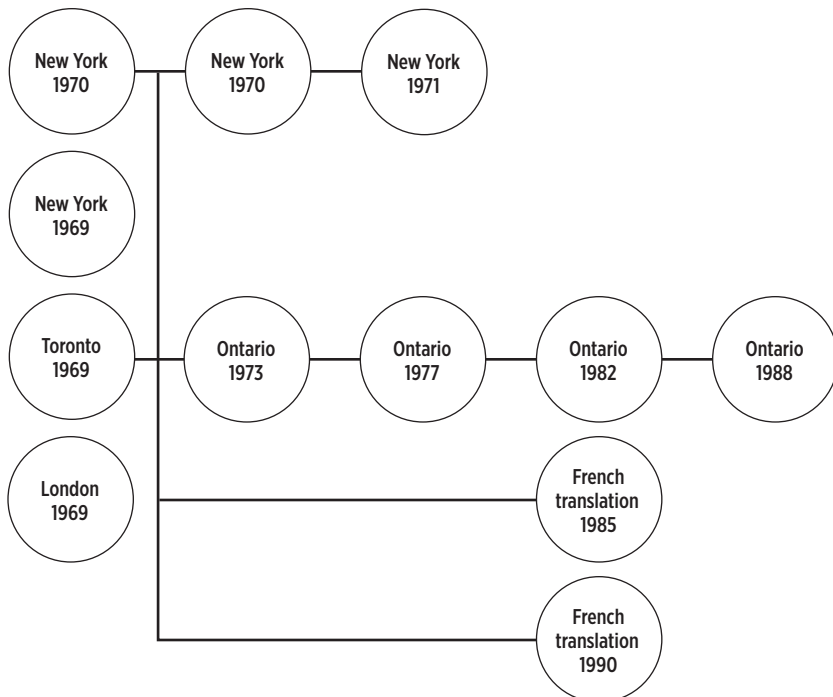 New York
1970
New York
1970
New York
1971
New York
1969
Toronto
1969
Ontario
1973
Ontario
1977
Ontario
1982
Ontario
1988
London
1969
French
translation
1985
French
translation
1990